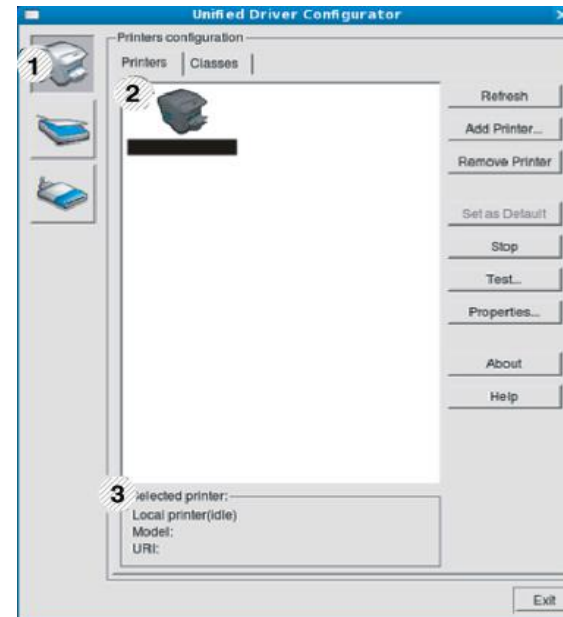 Unified Driver Configurator
Printers configuration
1
Printers Classes
2
Refresh
Add Printer...
Remove Printer
Set as Default
Stop
Test...
Properties...
About
Help
3
Selected printer:
Local printer(idle)
Model:
URI:
Exit